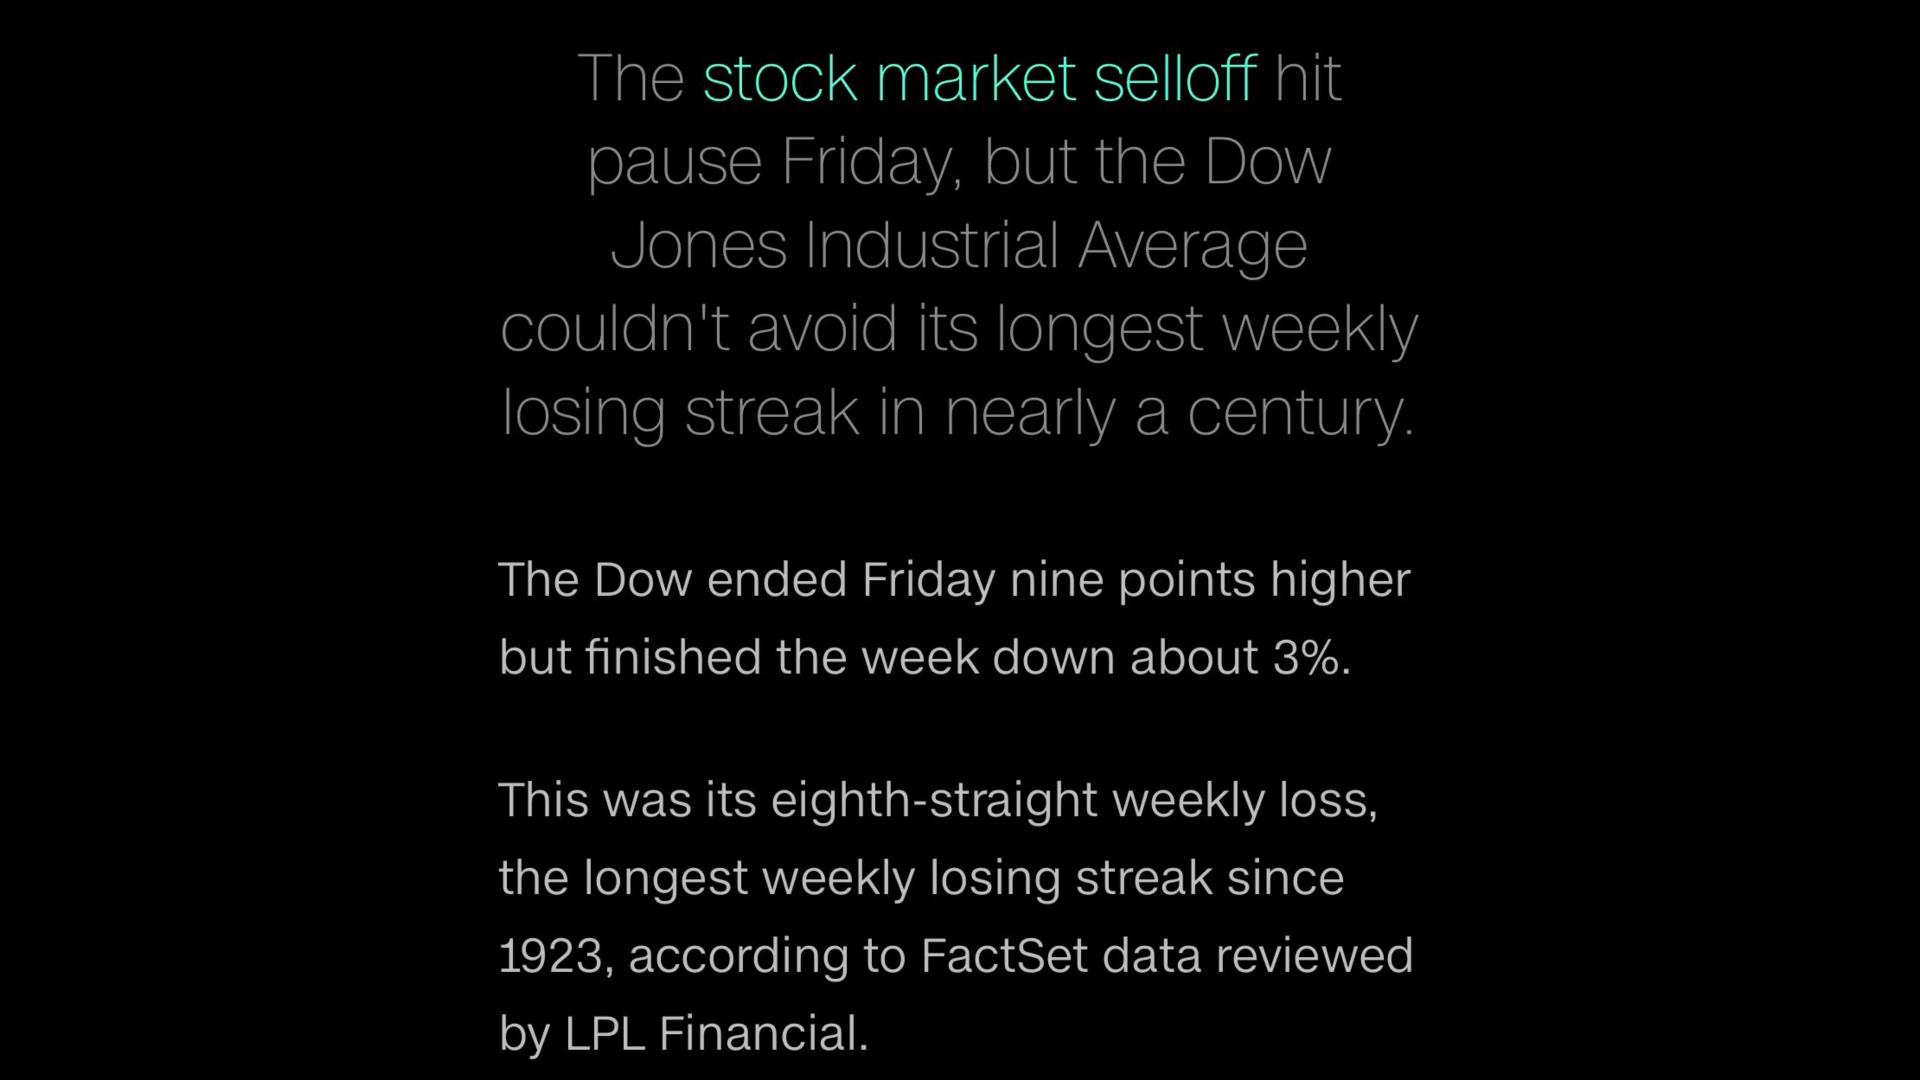 The stock market selloff hit
pause Friday, but the Dow
Jones Industrial Average
couldn't avoid its longest weekly
losing streak in nearly a century.
The Dow ended Friday nine points higher
but finished the week down about 3%.
This was its eighth-straight weekly loss,
the longest weekly losing streak since
1923, according to FactSet data reviewed
by LPL Financial.